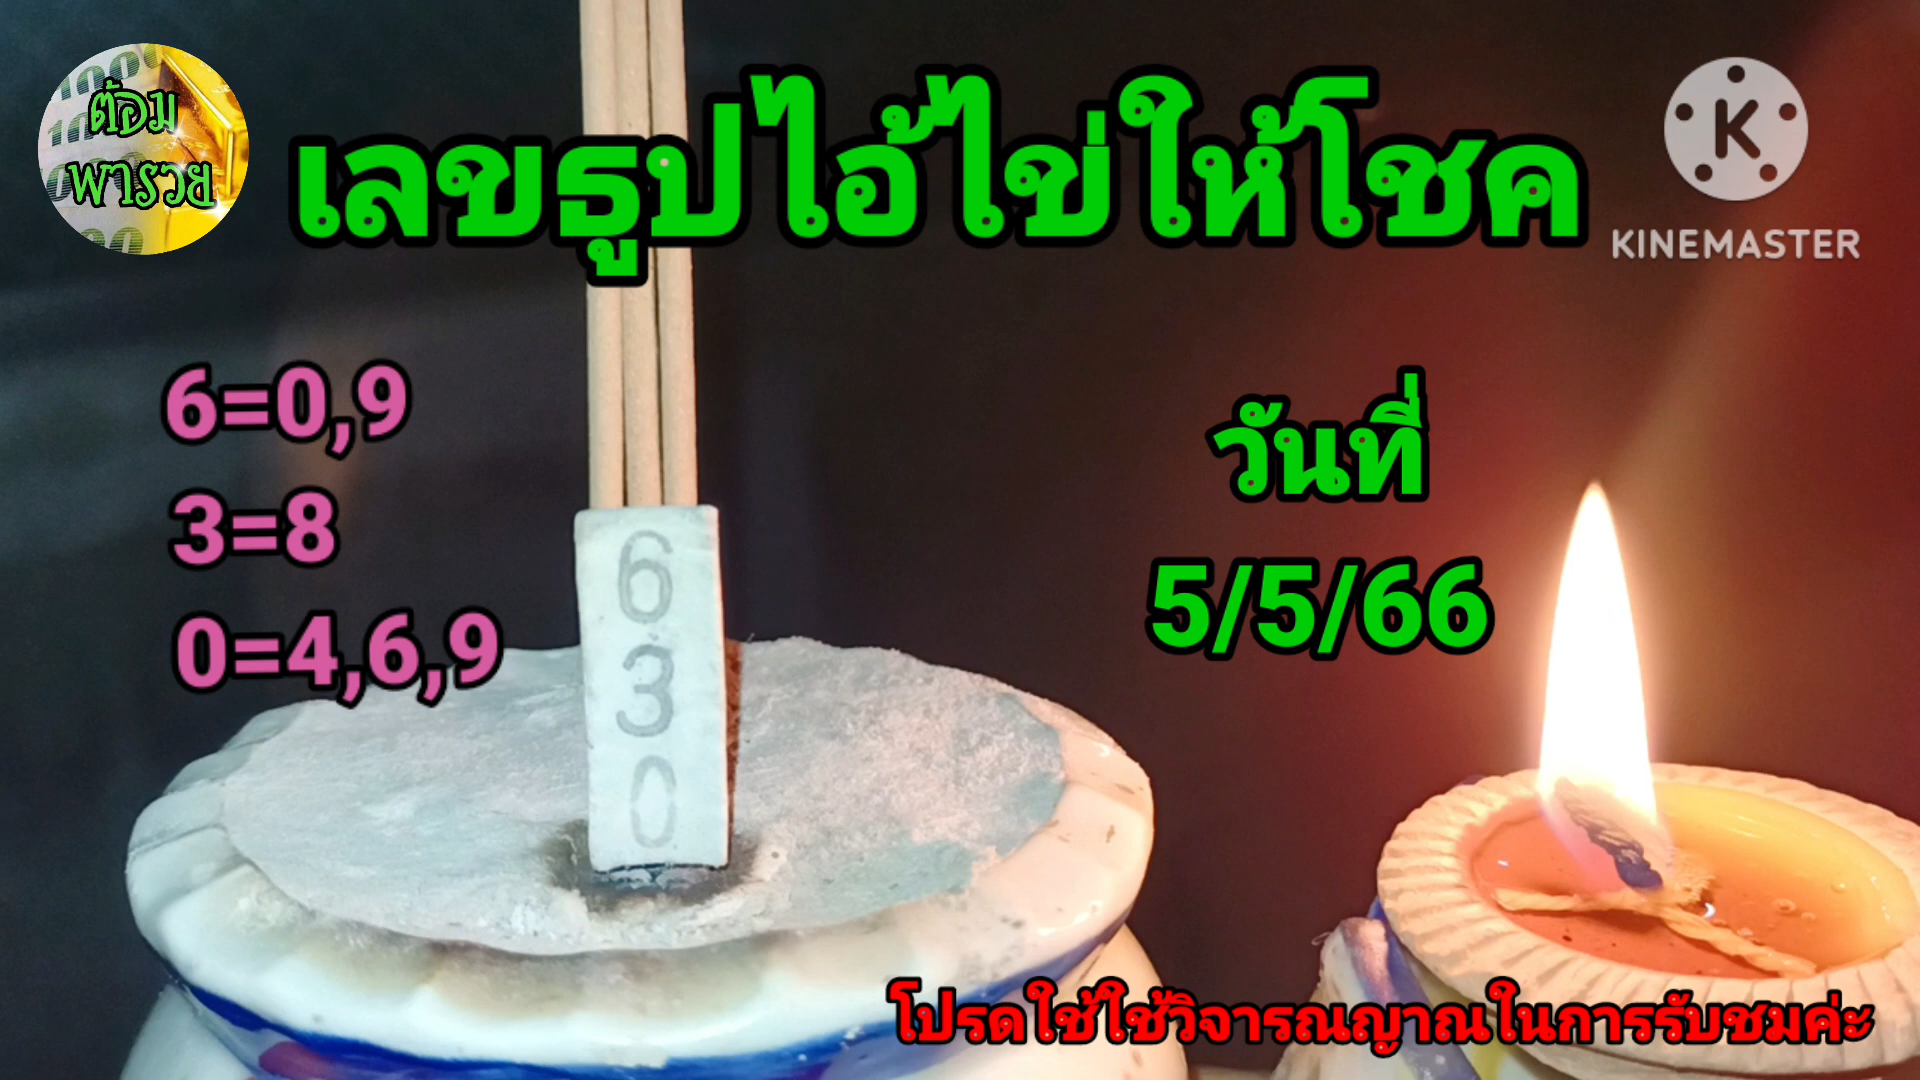 ต้อม
พารวย
เลขธูปไอ้ไข่ให้โชค
K
KINEMASTER
6=0,9
3=8
0=4,6,9
6
3
0
วันที่
5/5/66
โปรดใช้ใช้วิจารณญาณในการรับชมค่ะ